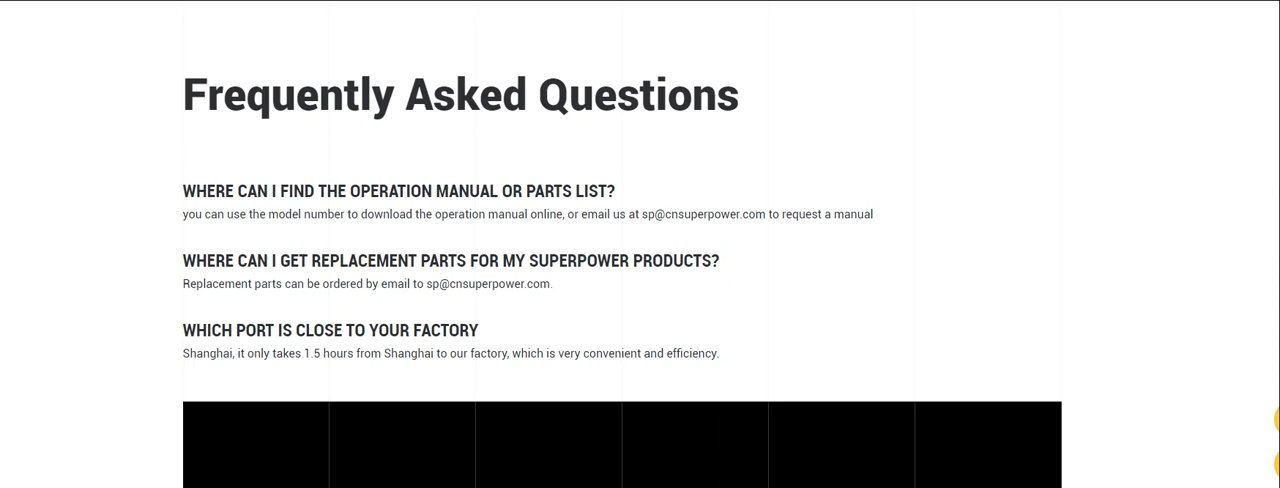 Frequently Asked Questions
WHERE CAN I FIND THE OPERATION MANUAL OR PARTS LIST?
you can use the model number to download the operation manual online, or email us at sp@cnsuperpower.com to request a manual
WHERE CAN I GET REPLACEMENT PARTS FOR MY SUPERPOWER PRODUCTS?
Replacement parts can be ordered by email to sp@cnsuperpower.com.
WHICH PORT IS CLOSE TO YOUR FACTORY
Shanghai, it only takes 1.5 hours from Shanghai to our factory, which is very convenient and efficiency.